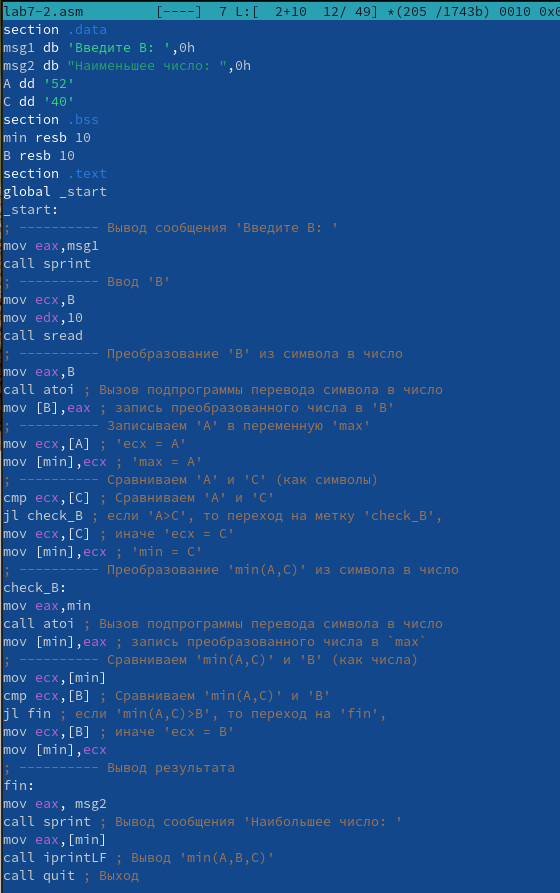 lab7-2.asm [----] 7 L:[ 2+10 12/ 49] *(205 /1743b) 0010 0x0
section .data
msg1 db 'Введите B: ',0h
msg2 db "Наименьшее число: ",0h
A dd '52'
C dd '40'
section .bss
min resb 10
B resb 10
section .text
global _start
_start:
; ---------- Вывод сообщения 'Введите B: '
mov eax,msg1
call sprint
; ---------- Ввод 'B'
mov ecx,B
mov edx,10
call sread
; ---------- Преобразование 'B' из символа в число
mov eax,B
call atoi ; Вызов подпрограммы перевода символа в число
mov [B],eax ; запись преобразованного числа в 'B'
; ---------- Записываем 'A' в переменную 'max'
mov ecx,[A] ; 'ecx = A'
mov [min],ecx ; 'max = A'
; ---------- Сравниваем 'A' и 'C' (как символы)
cmp ecx,[C] ; Сравниваем 'A' и 'C'
jl check_B ; если 'A>C', то переход на метку 'check_B',
mov ecx,[C] ; иначе 'ecx = C'
mov [min],ecx ; 'min = C'
; ---------- Преобразование 'min(A,C)' из символа в число
check_B:
mov eax,min
call atoi ; Вызов подпрограммы перевода символа в число
mov [min],eax ; запись преобразованного числа в `max`
; ---------- Сравниваем 'min(A,C)' и 'B' (как числа)
mov ecx,[min]
cmp ecx,[B] ; Сравниваем 'min(A,C)' и 'B'
jl fin ; если 'min(A,C)>B', то переход на 'fin',
mov ecx,[B] ; иначе 'ecx = B'
mov [min],ecx
; ---------- Вывод результата
fin:
mov eax, msg2
call sprint ; Вывод сообщения 'Наибольшее число: '
mov eax,[min]
call iprintLF ; Вывод 'min(A,B,C)'
call quit ; Выход